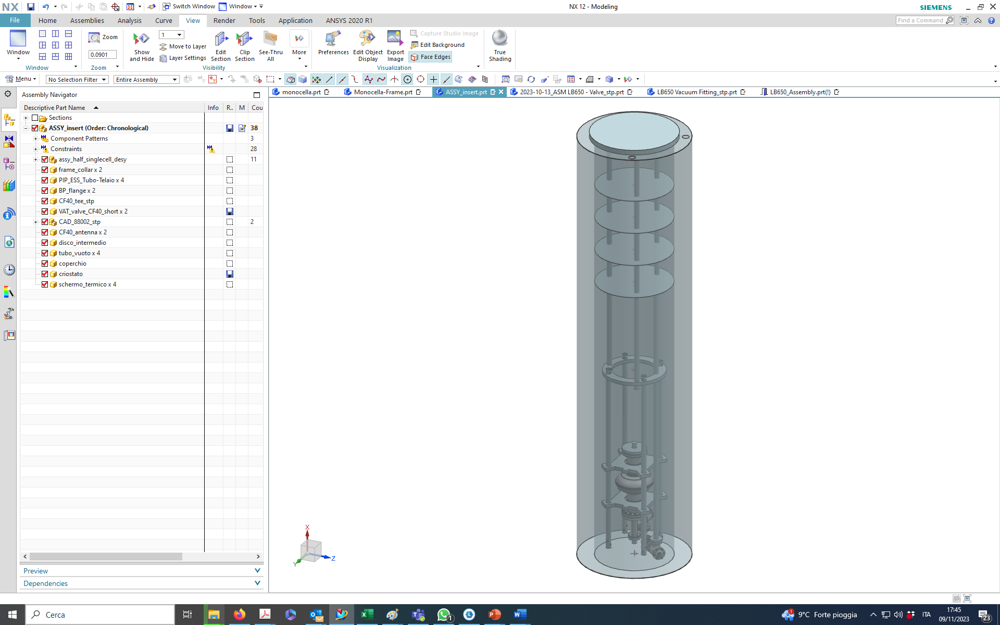 NX
Switch Window
Window
NX 12 - Modeling
SIEMENS
File
Home
Assemblies
Analysis
Curve
View
Render
Tools
Application
ANSYS 2020 R1
Find a Command
Window
Zoom
0.0901
Show and Hide
1
Move to Layer
Layer Settings
Edit Section
Clip Section
See-Thru All
More
Preferences
Edit Object Display
Export Image
Capture Studio Image
Edit Background
Face Edges
True Shading
Window
Zoom
Visibility
Visualization
Menu
No Selection Filter
Entire Assembly
Assembly Navigator
monocella.prt
Monocella-Frame.prt
ASSY_insert.prt
2023-10-13_ASM LB650 - Valve_stp.prt
LB650 Vacuum Fitting_stp.prt
LB650_Assembly.prt(!)
Descriptive Part Name
Info
R..
M
Cou
Sections
ASSY_insert (Order: Chronological) 38
Component Patterns 3
Constraints 28
assy_half_singlecell_desy 11
frame_collar x 2
PIP_ESS_Tubo-Telaio x 4
BP_flange x 2
CF40_tee_stp
VAT_valve_CF40_short x 2
CAD_88002_stp 2
CF40_antenna x 2
disco_intermedio
tubo_vuoto x 4
coperchio
criostato
schermo_termico x 4
X
Y
Z
Preview
Dependencies
Cerca
1
1
9°C Forte pioggia
ITA
17:45
09/11/2023
23